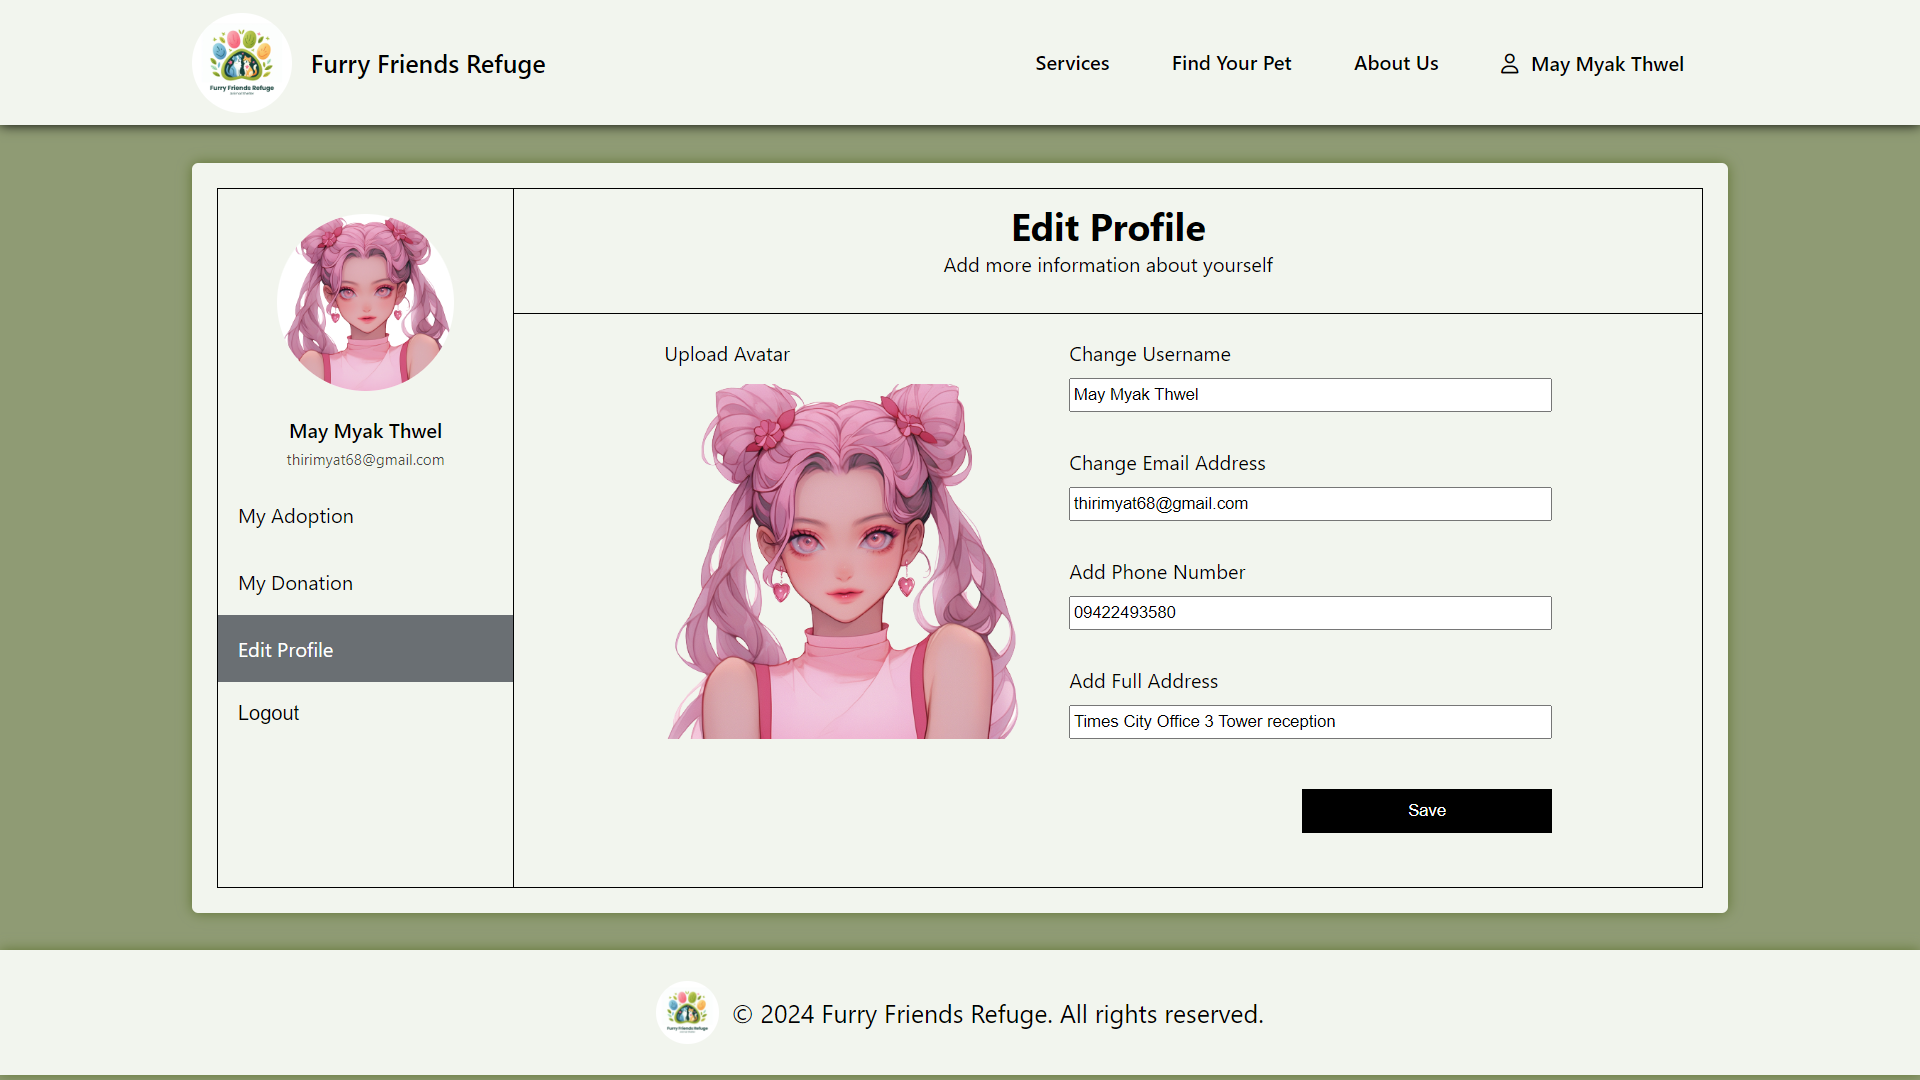 Furry Friends Refuge
Furry Friends Refuge
Services
Find Your Pet
About Us
May Myak Thwel
May Myak Thwel
thirimyat68@gmail.com
My Adoption
My Donation
Edit Profile
Logout
Edit Profile
Add more information about yourself
Upload Avatar
Change Username
May Myak Thwel
Change Email Address
thirimyat68@gmail.com
Add Phone Number
09422493580
Add Full Address
Times City Office 3 Tower reception
Save
Furry Friends Refuge
© 2024 Furry Friends Refuge. All rights reserved.